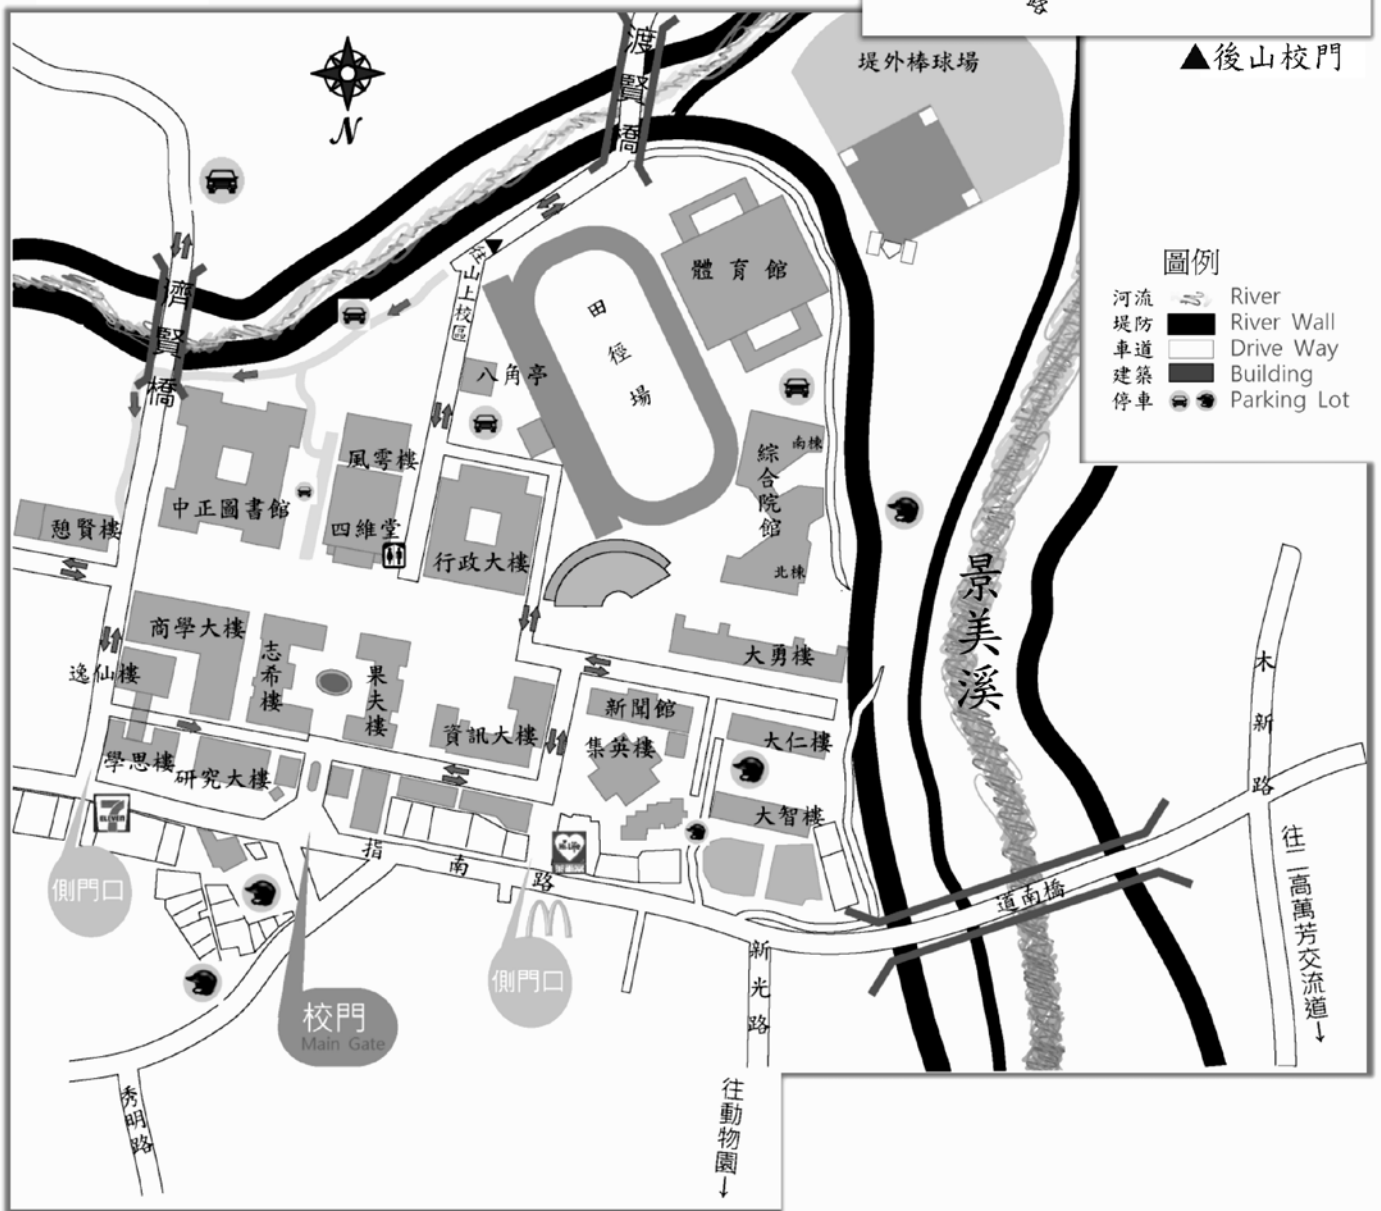 路
▲後山校門
堤外棒球場
N
渡賢橋
圖例
河流 River
堤防 River Wall
車道 Drive Way
建築 Building
停車 Parking Lot
濟賢橋
往山上校區
體育館
田徑場
八角亭
風雩樓
四維堂
中正圖書館
憩賢樓
行政大樓
綜合院館
南棟
北棟
景美溪
商學大樓
逸仙樓
志希樓
果夫樓
資訊大樓
大勇樓
新聞館
集英樓
大仁樓
大智樓
學思樓
研究大樓
7
ELEVEN
側門口
指南路
Hi-Life
側門口
校門
Main Gate
道南橋
木新路
往二高萬芳交流道↓
新光路
往動物園↓
秀明路